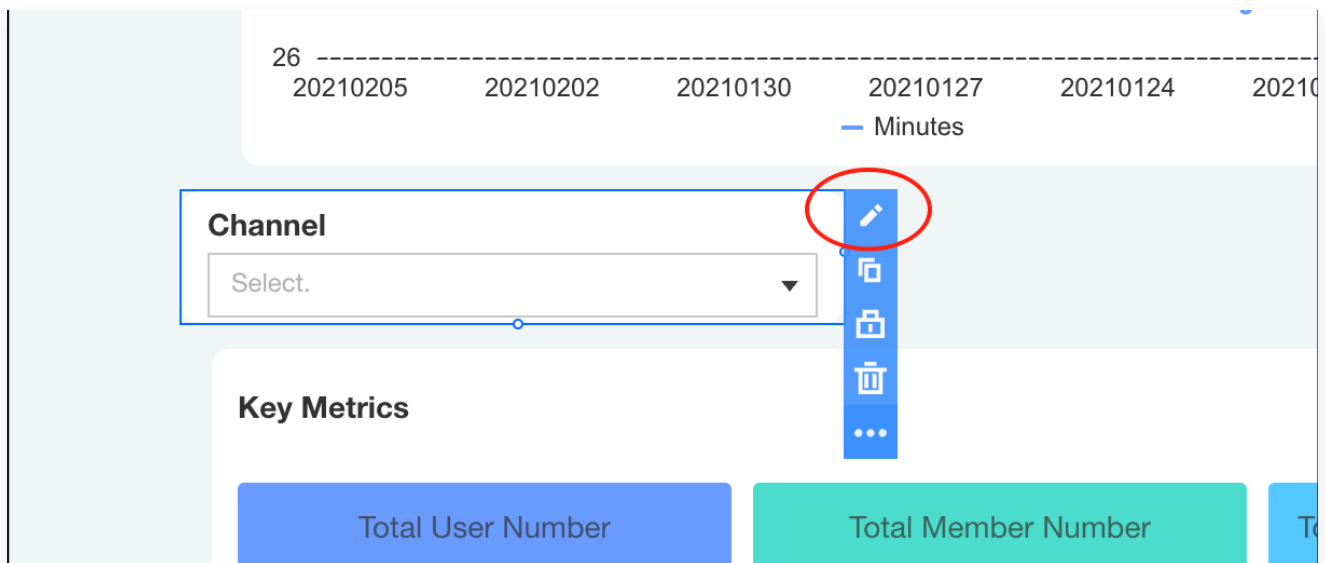 26
20210205 20210202 20210130 20210127 20210124
Minutes
Channel
Select.
Key Metrics
Total User Number Total Member Number